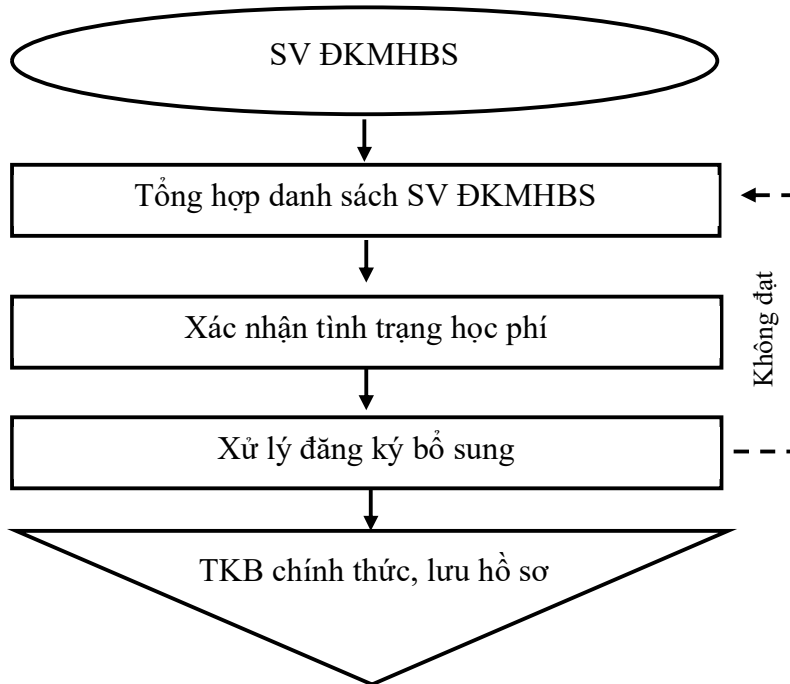 SV ĐKMHBS
Tổng hợp danh sách SV ĐKMHBS
Xác nhận tình trạng học phí
Không đạt
Xử lý đăng ký bổ sung
TKB chính thức, lưu hồ sơ